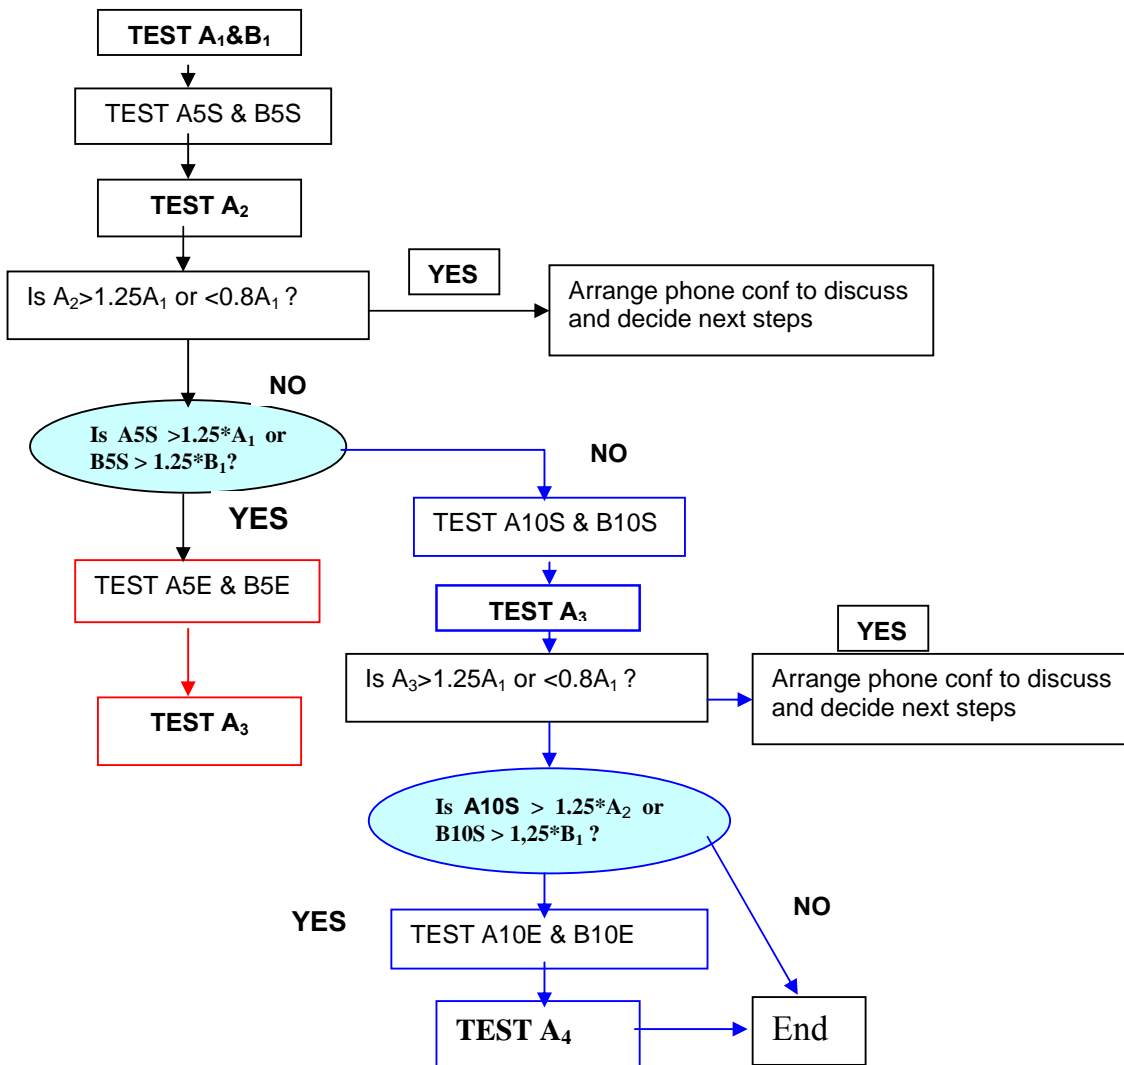 TEST A₁&B₁
TEST A5S & B5S
TEST A₂
Is A₂>1.25A₁ or <0.8A₁ ?
YES
Arrange phone conf to discuss
and decide next steps
NO
Is A5S >1.25*A₁ or
B5S > 1.25*B₁?
NO
YES
TEST A10S & B10S
TEST A5E & B5E
TEST A₃
YES
Is A₃>1.25A₁ or <0.8A₁ ?
Arrange phone conf to discuss
and decide next steps
TEST A₃
Is A10S > 1.25*A₂ or
B10S > 1,25*B₁ ?
YES
NO
TEST A10E & B10E
TEST A₄
End